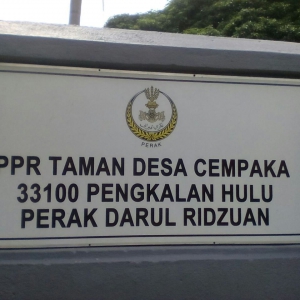 PERAK
PPR TAMAN DESA CEMPAKA
33100 PENGKALAN HULU
PERAK DARUL RIDZUAN